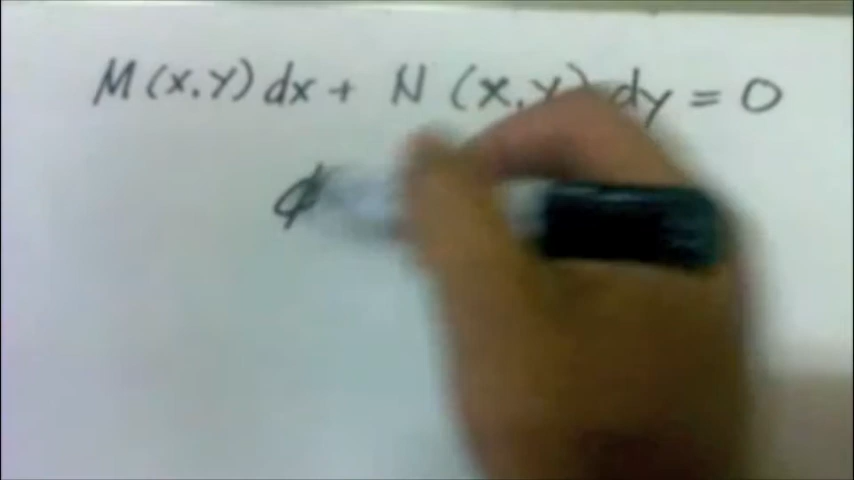 M(x,y)dx + N(x,y)dy = 0
φ